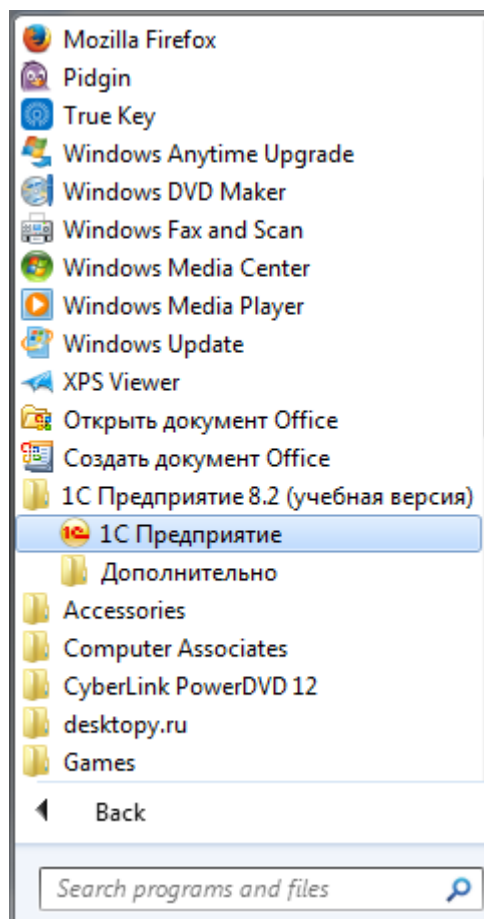 Mozilla Firefox
Pidgin
True Key
Windows Anytime Upgrade
Windows DVD Maker
Windows Fax and Scan
Windows Media Center
Windows Media Player
Windows Update
XPS Viewer
Открыть документ Office
Создать документ Office
1С Предприятие 8.2 (учебная версия)
1С Предприятие
Дополнительно
Accessories
Computer Associates
CyberLink PowerDVD 12
desktopy.ru
Games
Back
Search programs and files